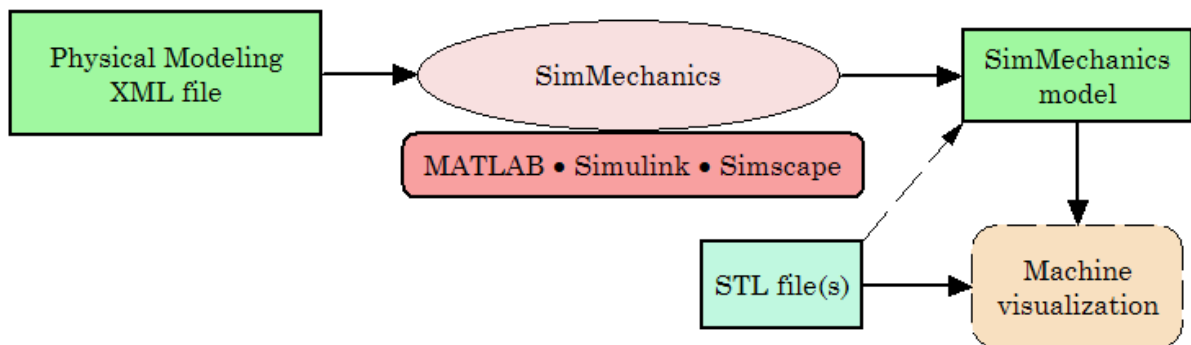 Physical Modeling
XML file
SimMechanics
SimMechanics
model
MATLAB • Simulink • Simscape
STL file(s)
Machine
visualization